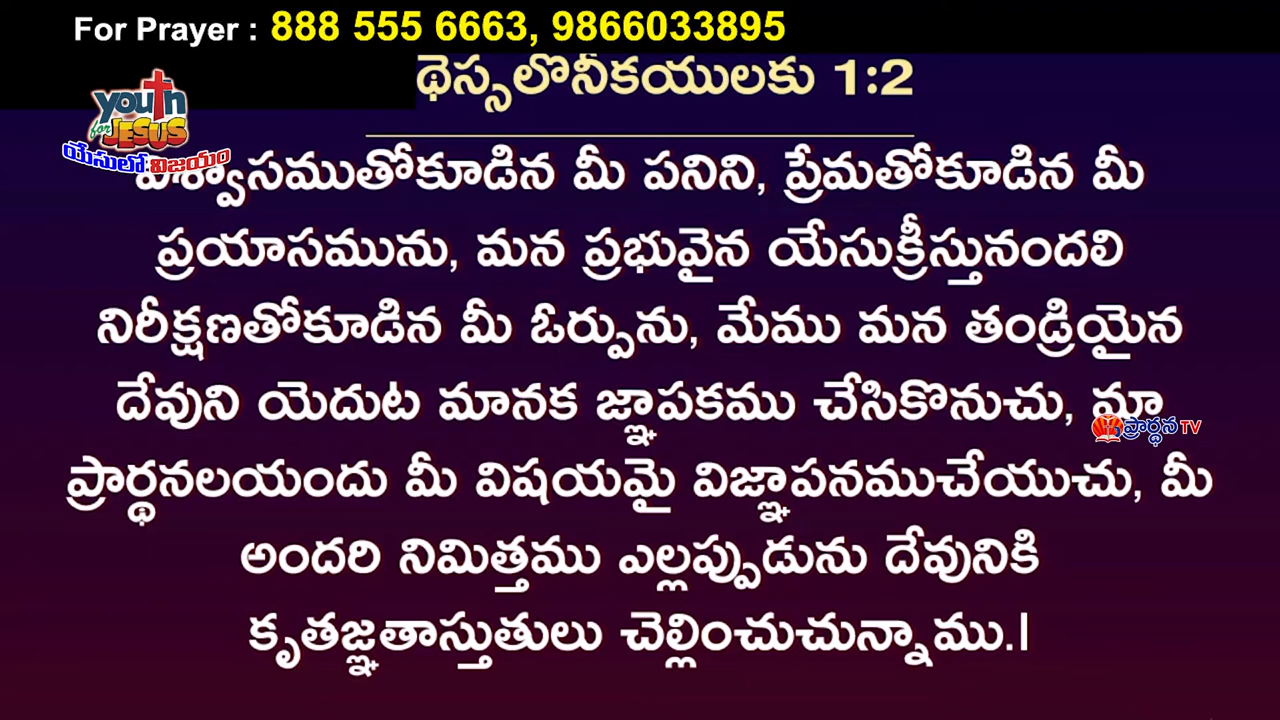 For Prayer : 888 555 6663, 9866033895
థెస్సలొనీకయులకు 1:2
youth
for JESUS
యేసులో విజయం
విశ్వాసముతోకూడిన మీ పనిని, ప్రేమతోకూడిన మీ
ప్రయాసమును, మన ప్రభువైన యేసుక్రీస్తునందలి
నిరీక్షణతోకూడిన మీ ఓర్పును, మేము మన తండ్రియైన
దేవుని యెదుట మానక జ్ఞాపకము చేసికొనుచు, మా
ప్రార్థన TV
ప్రార్థనలయందు మీ విషయమై విజ్ఞాపనముచేయుచు, మీ
అందరి నిమిత్తము ఎల్లప్పుడును దేవునికి
కృతజ్ఞతాస్తుతులు చెల్లించుచున్నాము.|